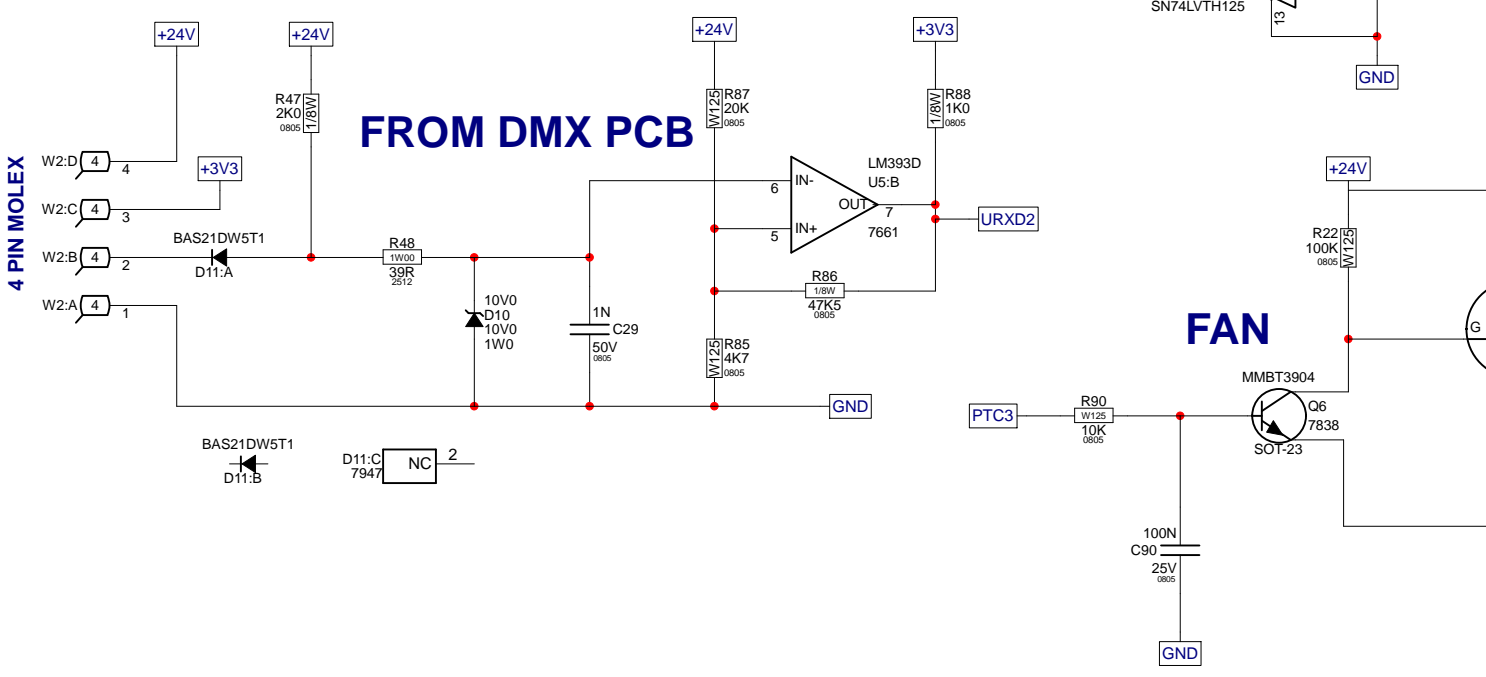 SN74LVTH125
13
GND
+24V
+24V
+24V
+3V3
R47
2K0
0805
1/8W
FROM DMX PCB
W125
R87
20K
0805
1/8W
R88
1K0
0805
4 PIN MOLEX
W2:D
4
4
+3V3
W2:C
4
3
W2:B
4
2
W2:A
4
1
BAS21DW5T1
D11:A
R48
1W00
39R
2512
10V0
D10
10V0
1W0
1N
C29
50V
0805
LM393D
U5:B
IN-
6
OUT
7
IN+
5
7661
URXD2
R86
1/8W
47K5
0805
W125
R85
4K7
0805
GND
BAS21DW5T1
D11:B
D11:C
7947
NC
2
+24V
R22
100K
0805
W125
G
FAN
MMBT3904
Q6
7838
SOT-23
PTC3
R90
W125
10K
0805
100N
C90
25V
0805
GND